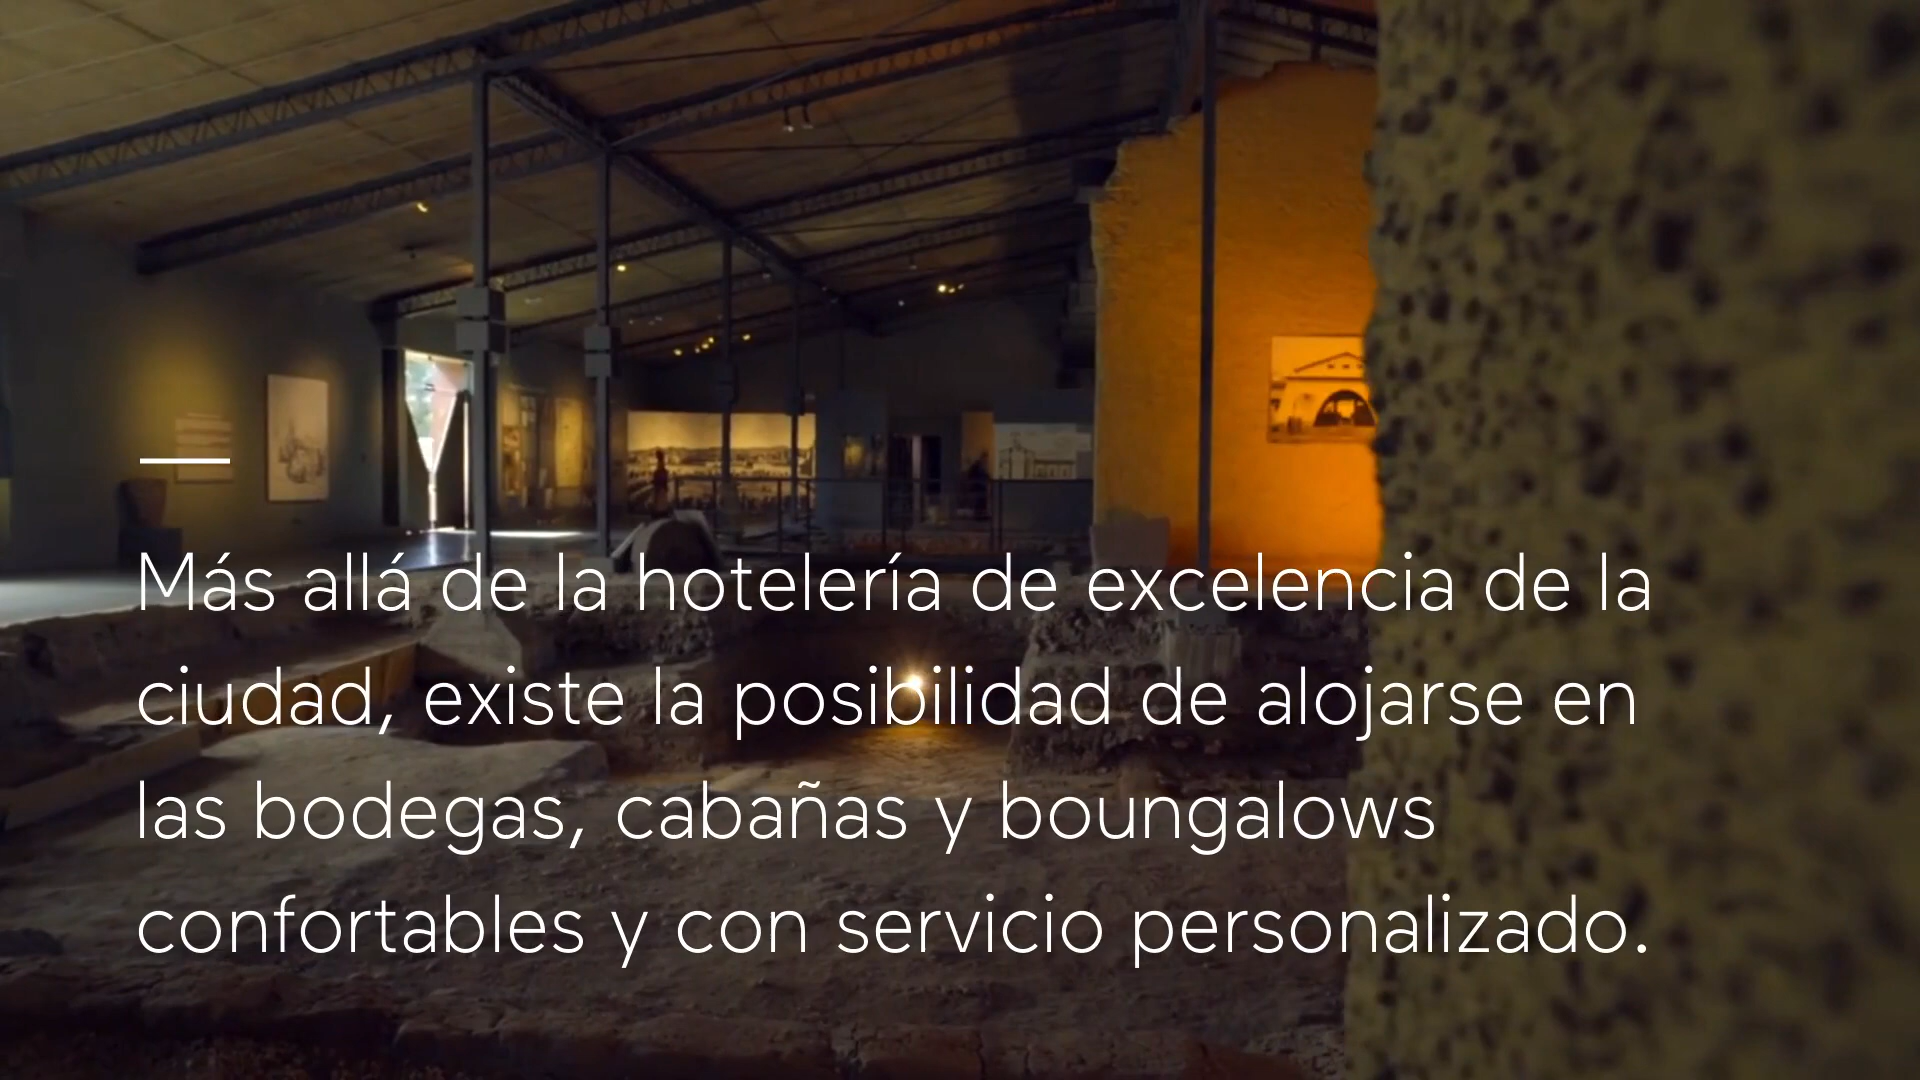 Más allá de la hotelería de excelencia de la
ciudad, existe la posibilidad de alojarse en
las bodegas, cabañas y boungalows
confortables y con servicio personalizado.